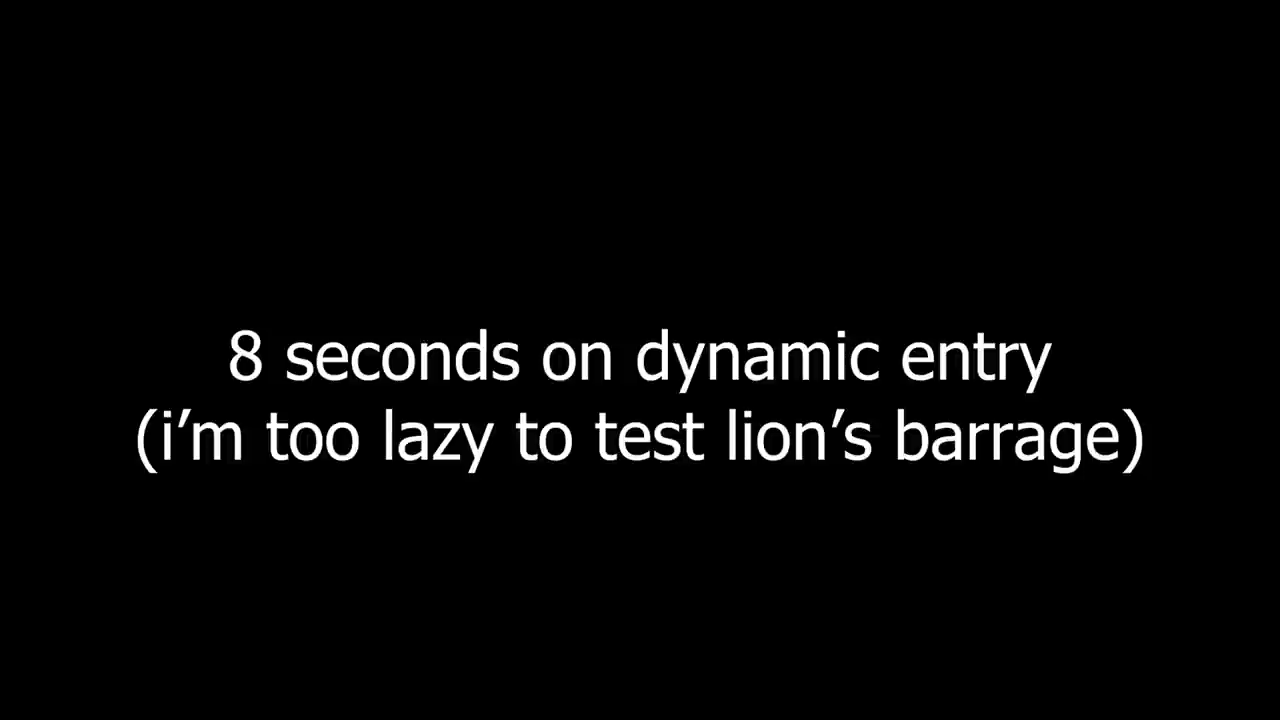 8 seconds on dynamic entry
(i’m too lazy to test lion’s barrage)